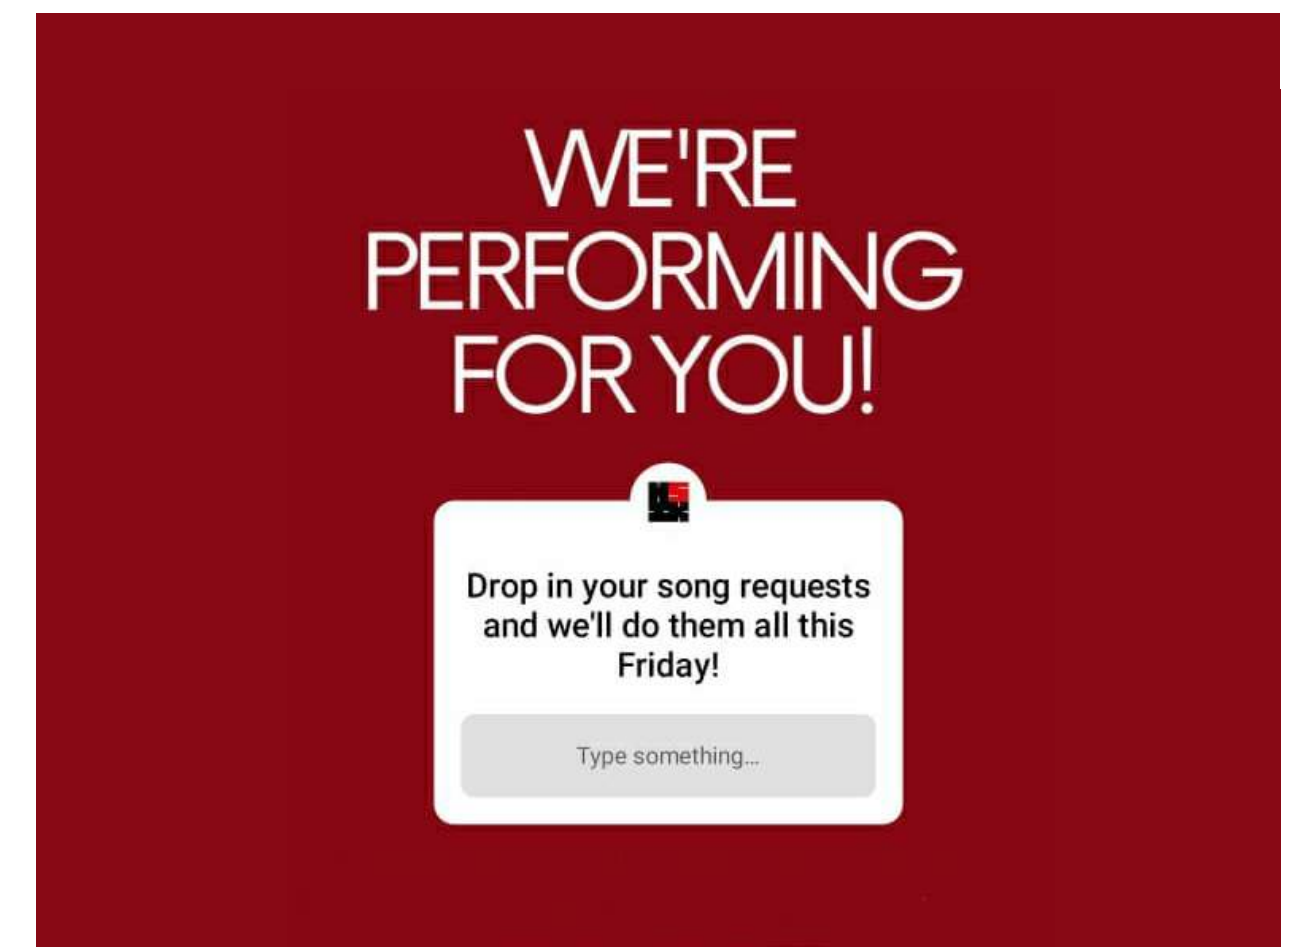 WE'RE
PERFORMING
FOR YOU!
Drop in your song requests
and we'll do them all this
Friday!
Type something...